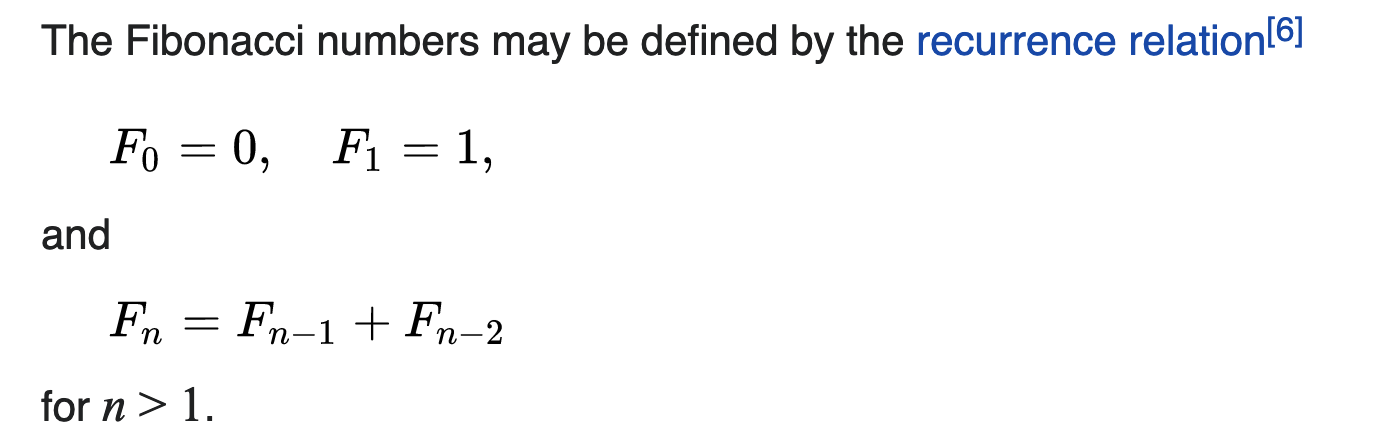 The Fibonacci numbers may be defined by the recurrence relation[6]
F₀ = 0, F₁ = 1,
and
Fₙ = Fₙ₋₁ + Fₙ₋₂
for n > 1.